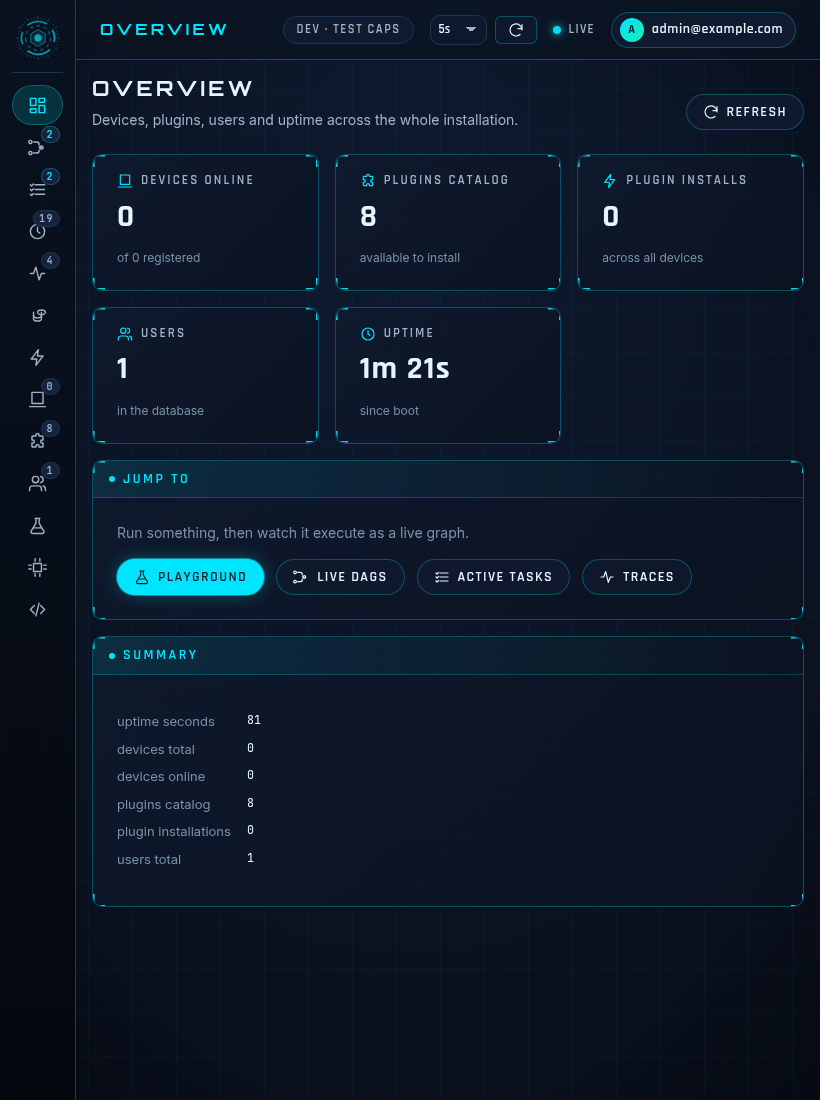 OVERVIEW
DEV · TEST CAPS
5s
LIVE
A
admin@example.com
OVERVIEW
Devices, plugins, users and uptime across the whole installation.
REFRESH
2
2
19
4
0
8
1
DEVICES ONLINE
0
of 0 registered
PLUGINS CATALOG
8
available to install
PLUGIN INSTALLS
0
across all devices
USERS
1
in the database
UPTIME
1m 21s
since boot
JUMP TO
Run something, then watch it execute as a live graph.
PLAYGROUND
LIVE DAGS
ACTIVE TASKS
TRACES
SUMMARY
uptime seconds 81
devices total 0
devices online 0
plugins catalog 8
plugin installations 0
users total 1